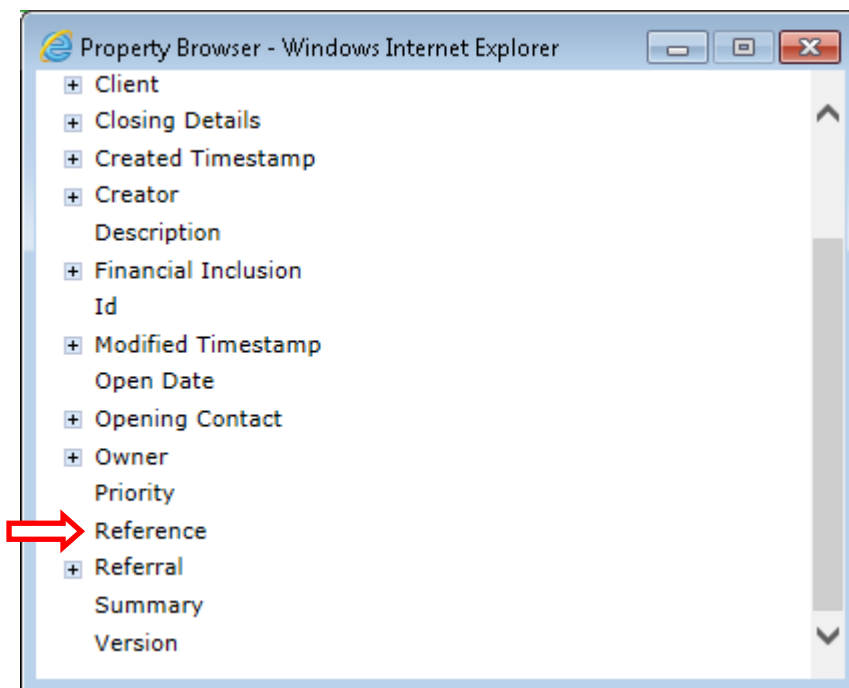 Property Browser - Windows Internet Explorer
Client
Closing Details
Created Timestamp
Creator
Description
Financial Inclusion
Id
Modified Timestamp
Open Date
Opening Contact
Owner
Priority
Reference
Referral
Summary
Version